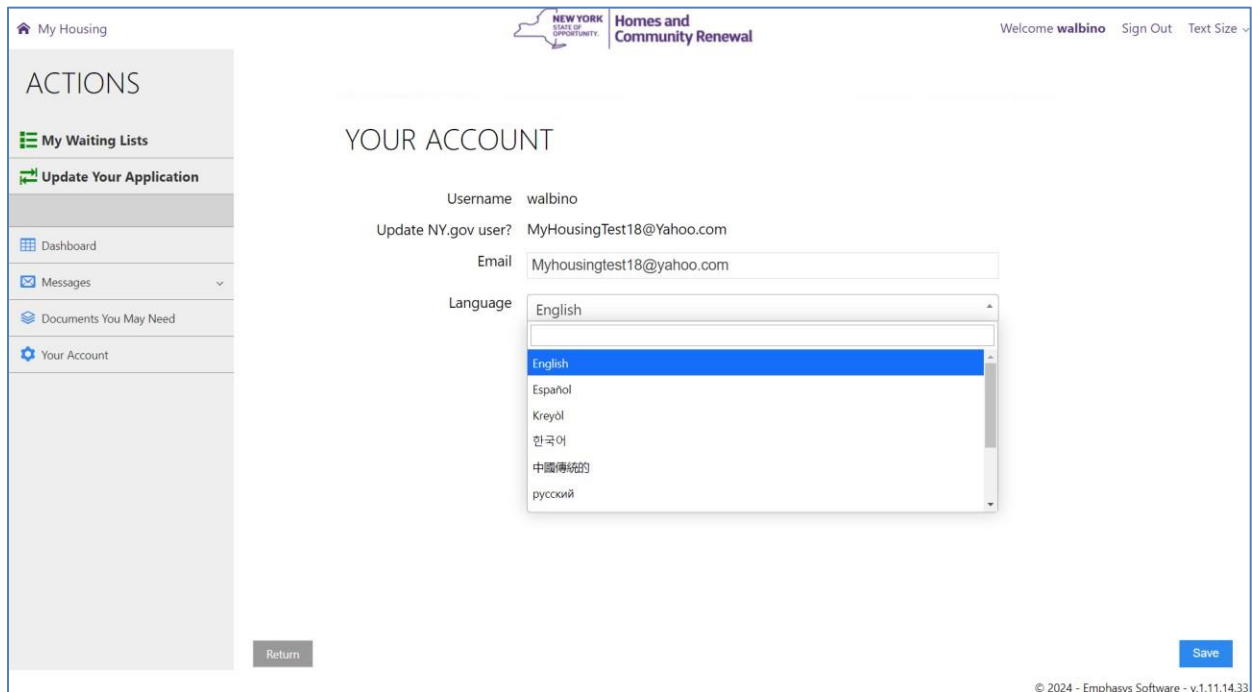 My Housing
NEW YORK
STATE OF
OPPORTUNITY.
Homes and
Community Renewal
Welcome walbino Sign Out Text Size
ACTIONS
My Waiting Lists
Update Your Application
Dashboard
Messages
Documents You May Need
Your Account
YOUR ACCOUNT
Username walbino
Update NY.gov user? MyHousingTest18@Yahoo.com
Email Myhousingtest18@yahoo.com
Language English
English
Español
Kreyòl
한국어
中國傳統的
русский
Return
Save
© 2024 - Emphasys Software - v.1.11.14.33